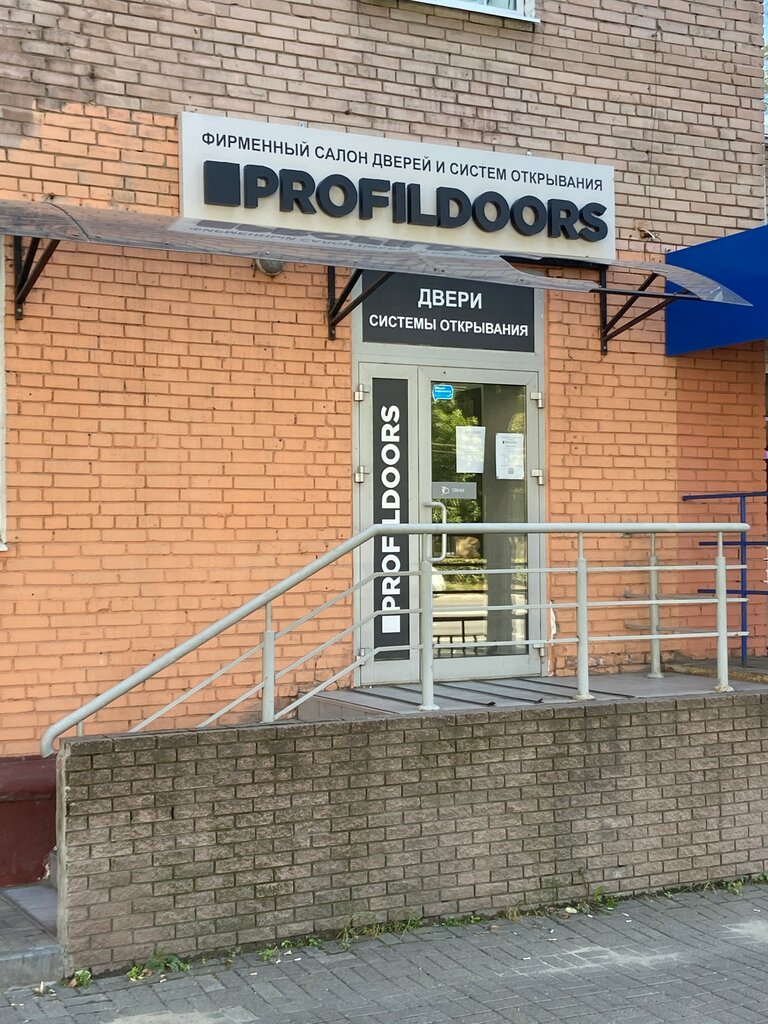 ФИРМЕННЫЙ САЛОН ДВЕРЕЙ И СИСТЕМ ОТКРЫВАНИЯ
PROFILDOORS
ДВЕРИ
СИСТЕМЫ ОТКРЫВАНИЯ
PROFILDOORS